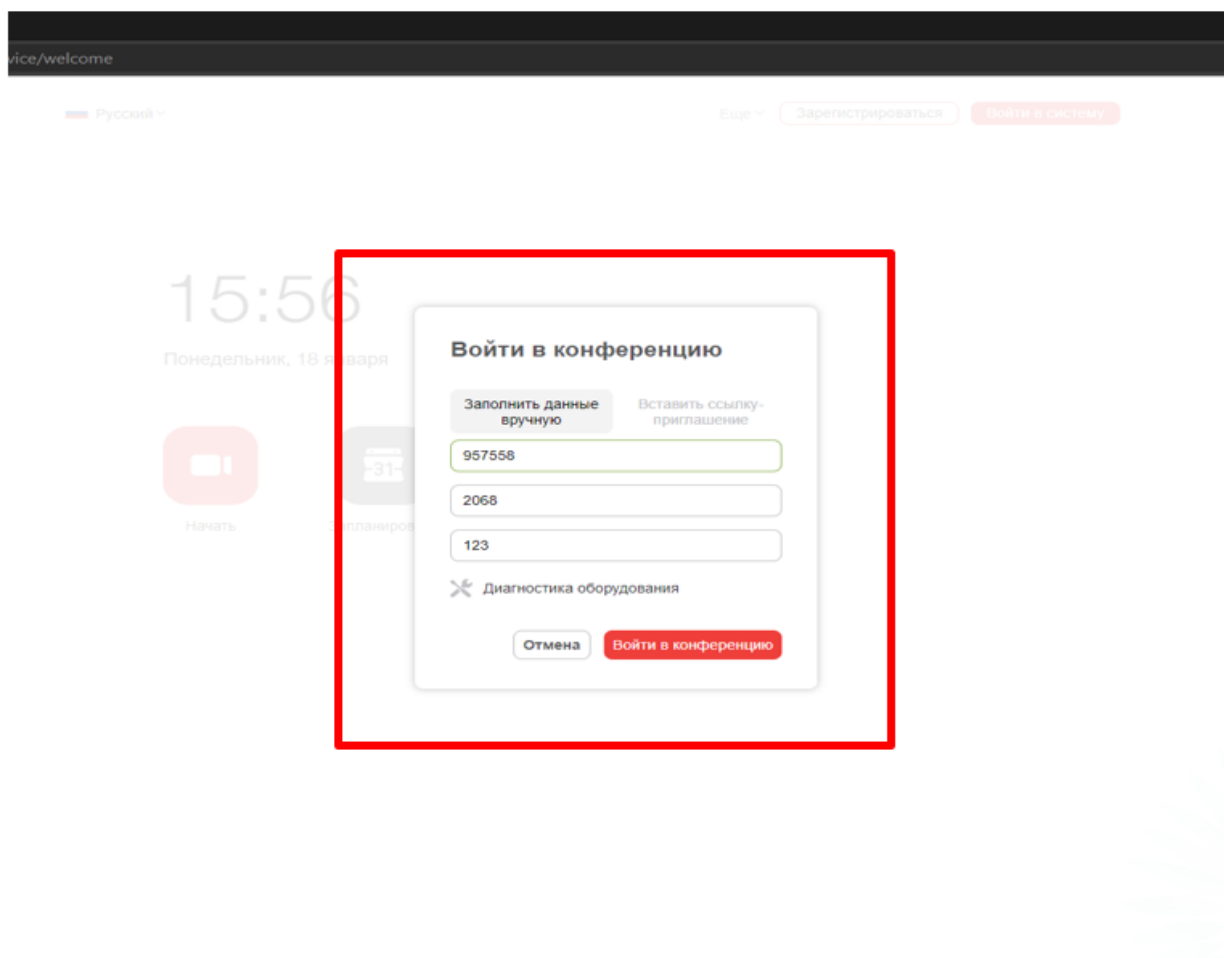 vice/welcome
Русский
Еще
Зарегистрироваться
Войти в систему
15:56
Понедельник, 18 января
Войти в конференцию
Заполнить данные
вручную
Вставить ссылку-
приглашение
957558
-31-
2068
Начать
123
Диагностика оборудования
Отмена
Войти в конференцию